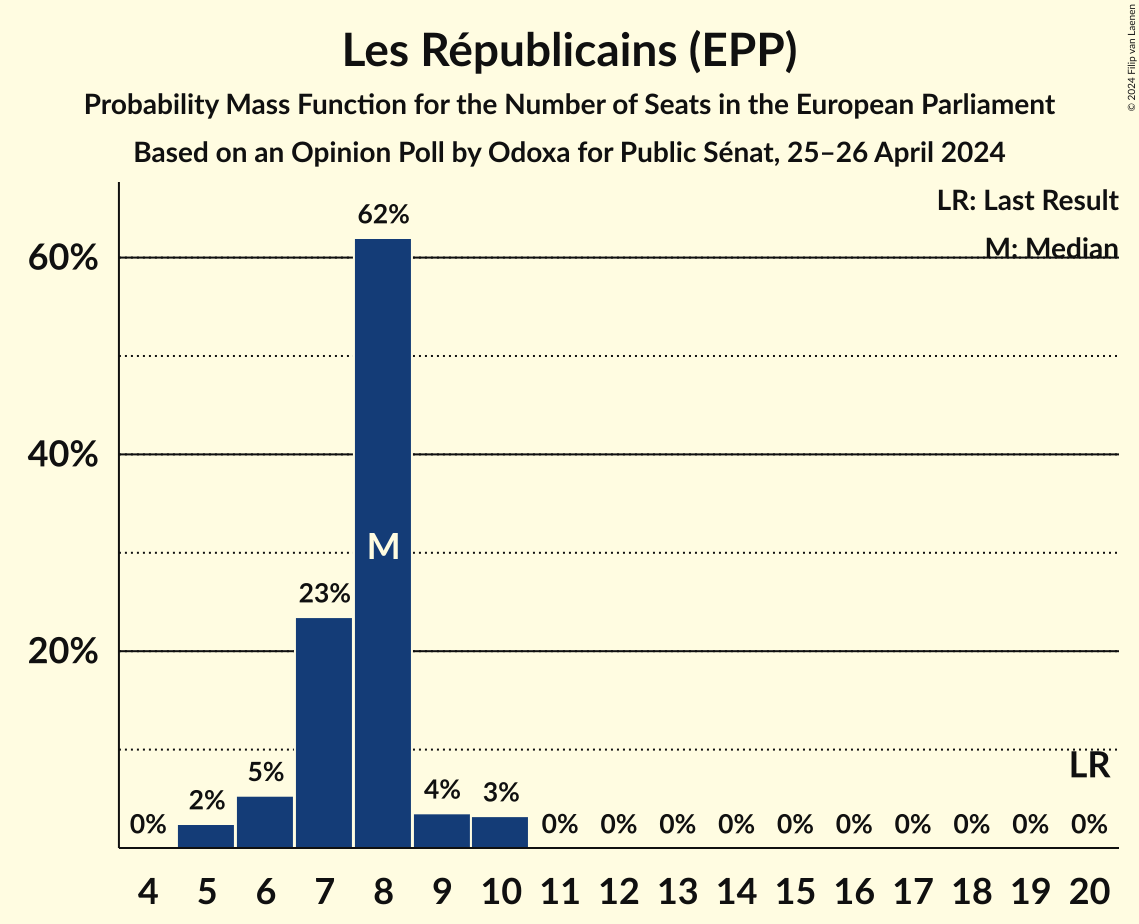 Les Républicains (EPP)
Probability Mass Function for the Number of Seats in the European Parliament
Based on an Opinion Poll by Odoxa for Public Sénat, 25–26 April 2024
© 2024 Filip van Laenen
LR: Last Result
M: Median
60%
40%
20%
0%
2%
5%
23%
62%
M
4%
3%
0%
0%
0%
0%
0%
0%
0%
0%
0%
0%
LR
4 5 6 7 8 9 10 11 12 13 14 15 16 17 18 19 20